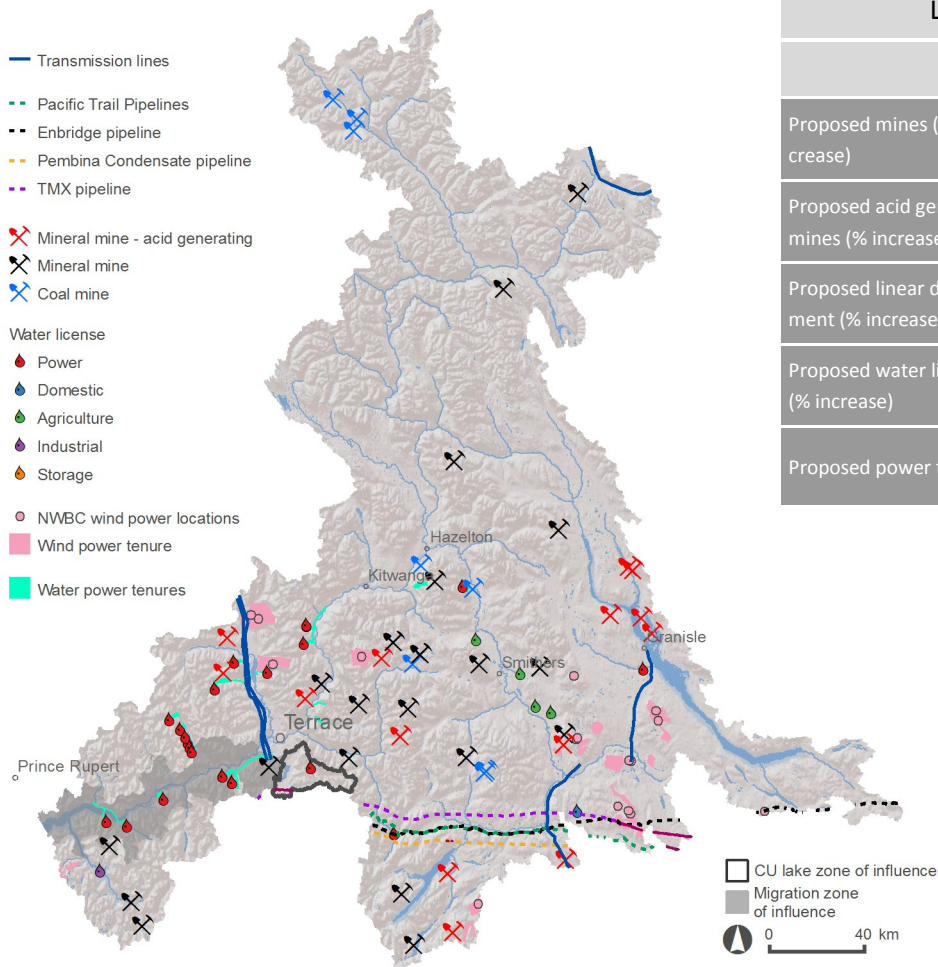 Transmission lines
Pacific Trail Pipelines
Enbridge pipeline
Pembina Condensate pipeline
TMX pipeline
Mineral mine - acid generating
Mineral mine
Coal mine
Water license
Power
Domestic
Agriculture
Industrial
Storage
NWBC wind power locations
Wind power tenure
Water power tenures
Hazelton
Kitwanga
Granisle
Smithers
Terrace
Prince Rupert
L
Proposed mines (
crease)
Proposed acid ge
mines (% increase
Proposed linear d
ment (% increase
Proposed water li
(% increase)
Proposed power
CU lake zone of influence
Migration zone
of influence
0 40 km